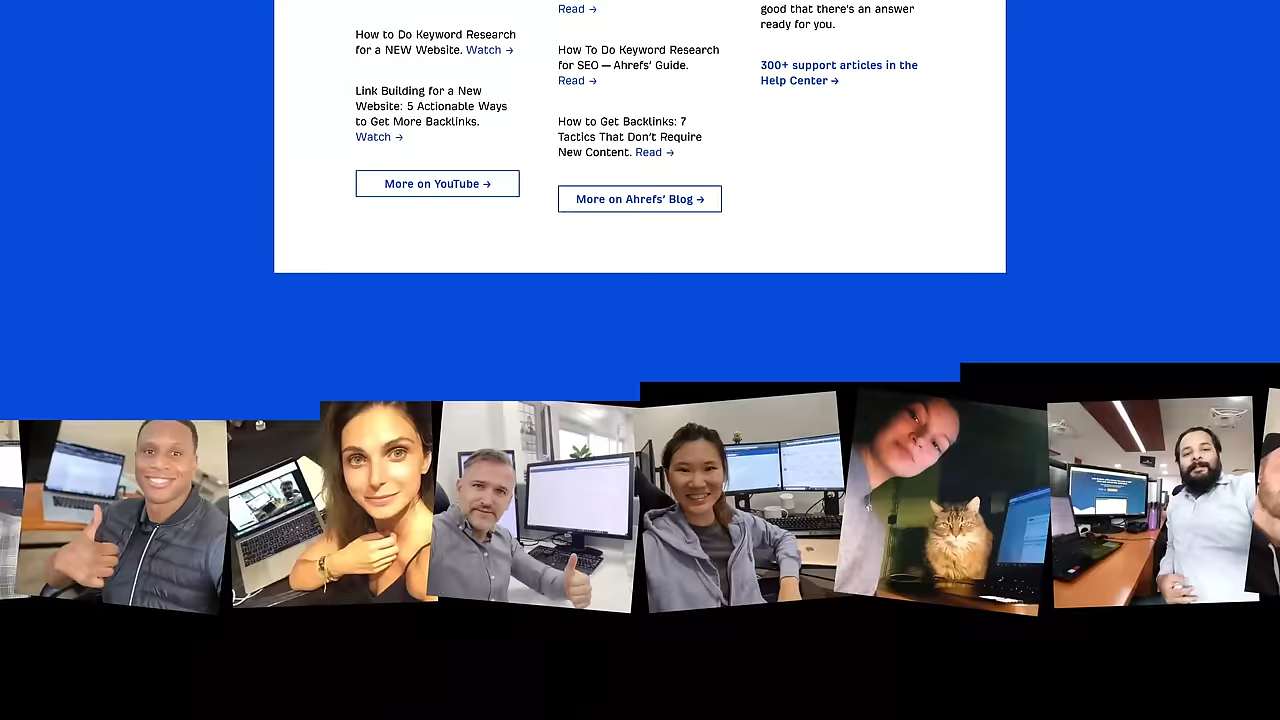 How to Do Keyword Research
for a NEW Website. Watch →
Link Building for a New
Website: 5 Actionable Ways
to Get More Backlinks.
Watch →
More on YouTube →
Read →
How To Do Keyword Research
for SEO — Ahrefs’ Guide.
Read →
How to Get Backlinks: 7
Tactics That Don’t Require
New Content. Read →
More on Ahrefs’ Blog →
good that there's an answer
ready for you.
300+ support articles in the
Help Center →